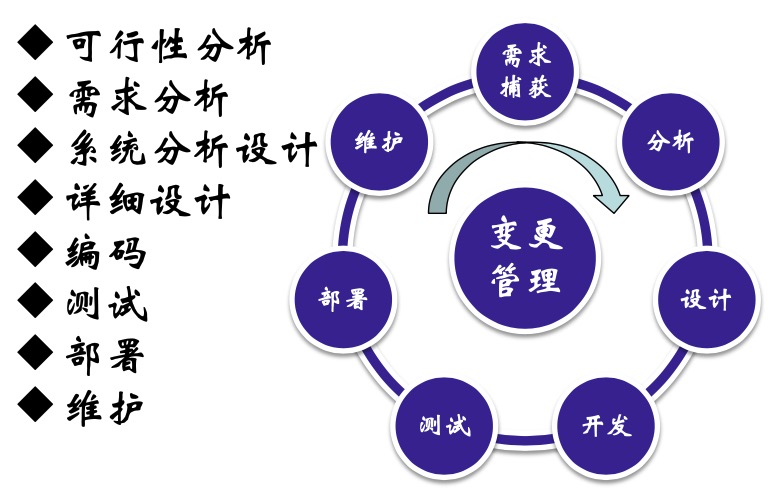 可行性分析
需求分析
系统分析设计
详细设计
编码
测试
部署
维护
需求
捕获
分析
设计
开发
测试
部署
维护
变更
管理